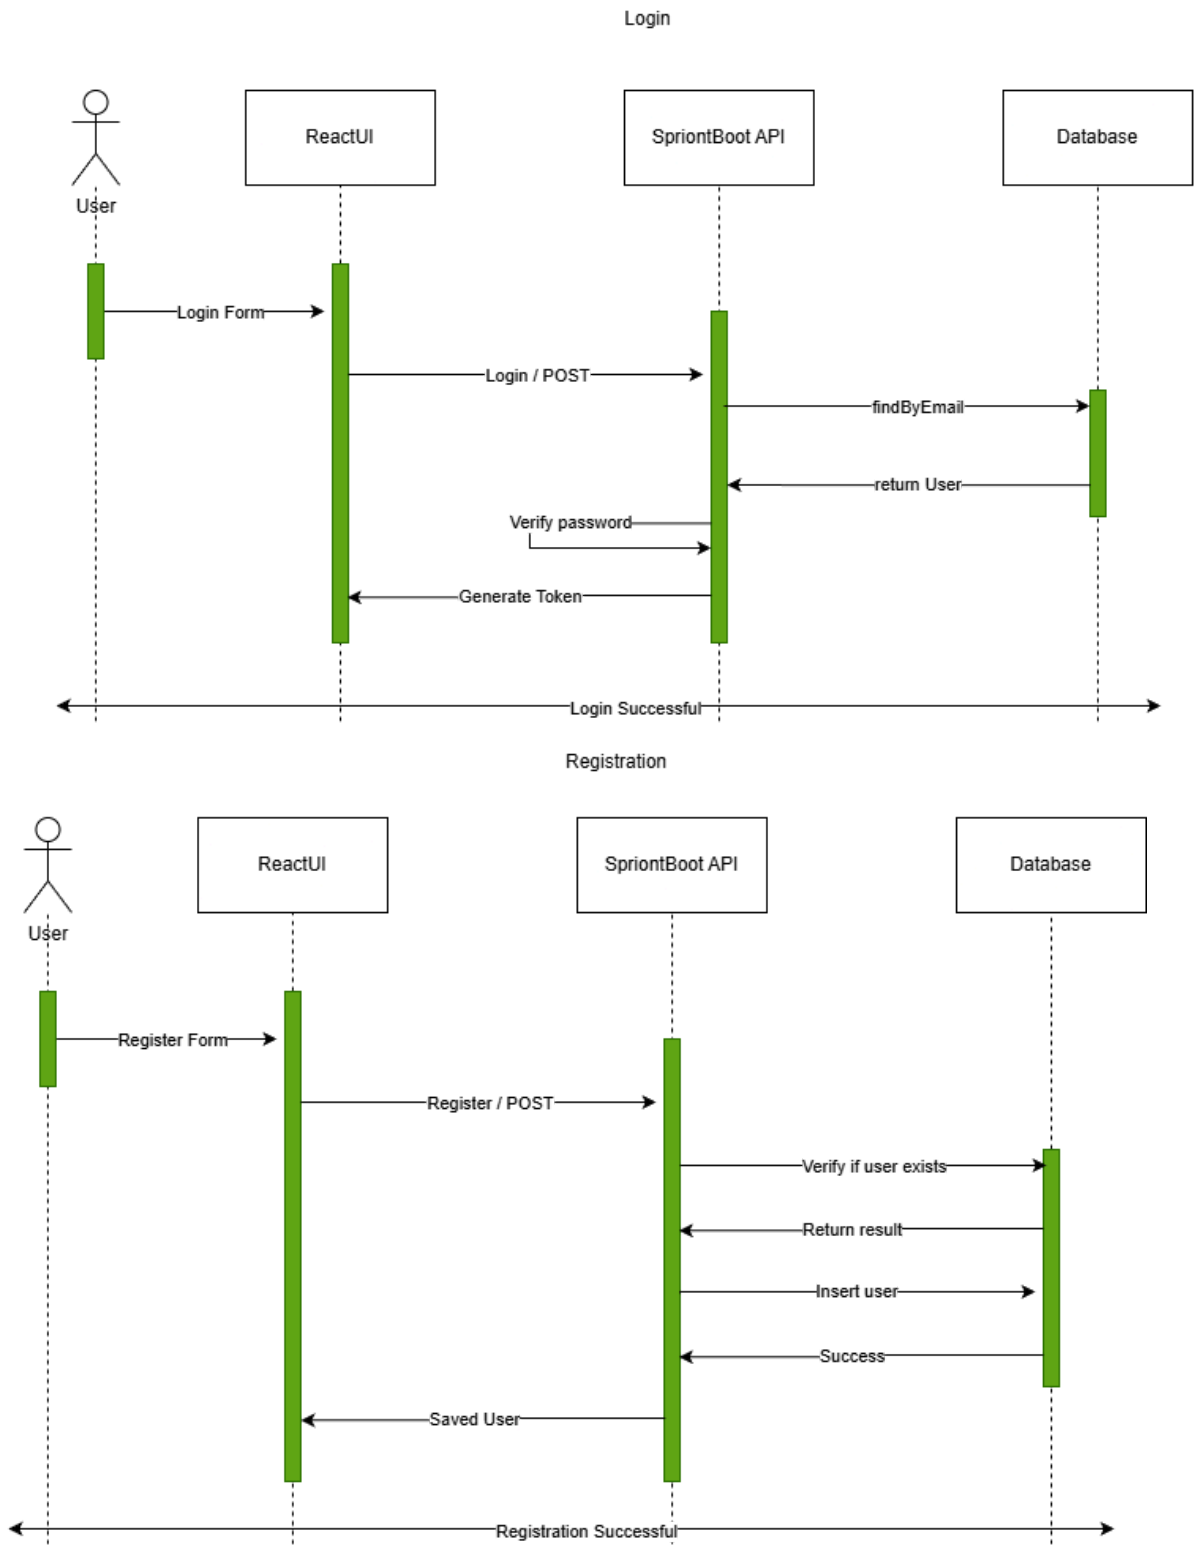 Login
User
ReactUI
SpriontBoot API
Database
Login Form
Login / POST
findByEmail
return User
Verify password
Generate Token
Login Successful
Registration
User
ReactUI
SpriontBoot API
Database
Register Form
Register / POST
Verify if user exists
Return result
Insert user
Success
Saved User
Registration Successful